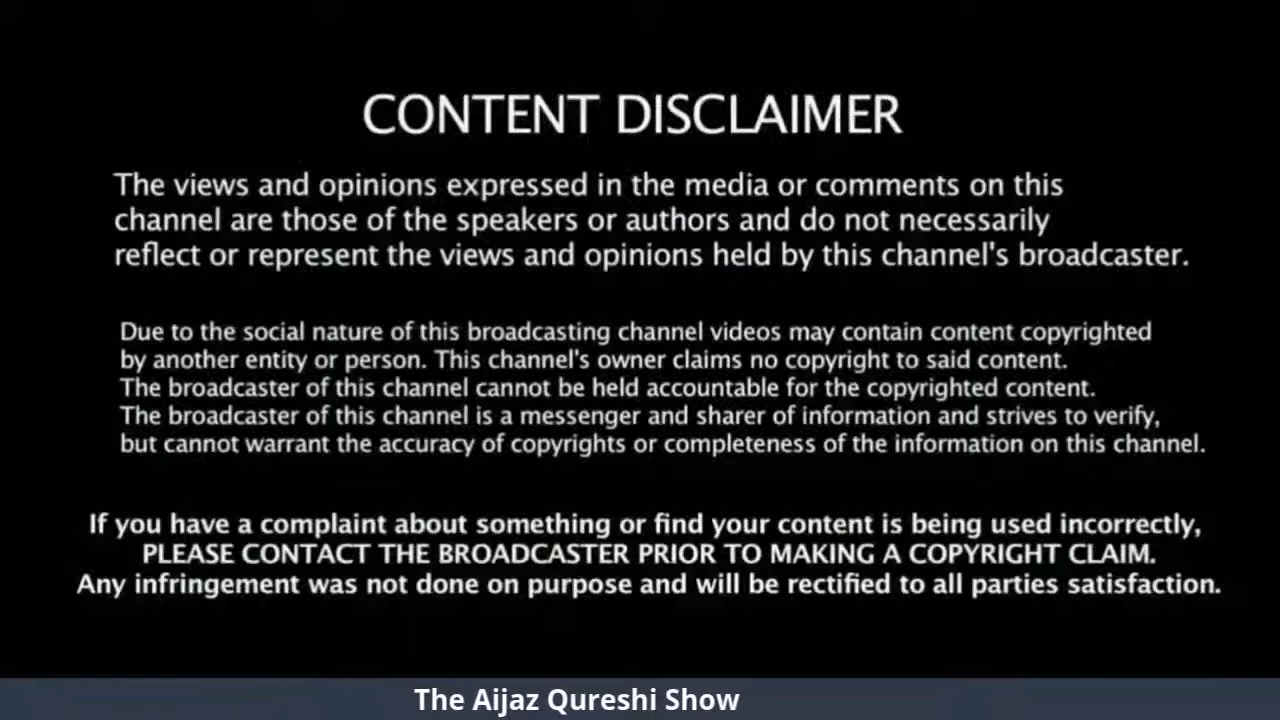 CONTENT DISCLAIMER
The views and opinions expressed in the media or comments on this
channel are those of the speakers or authors and do not necessarily
reflect or represent the views and opinions held by this channel's broadcaster.
Due to the social nature of this broadcasting channel videos may contain content copyrighted
by another entity or person. This channel's owner claims no copyright to said content.
The broadcaster of this channel cannot be held accountable for the copyrighted content.
The broadcaster of this channel is a messenger and sharer of information and strives to verify,
but cannot warrant the accuracy of copyrights or completeness of the information on this channel.
If you have a complaint about something or find your content is being used incorrectly,
PLEASE CONTACT THE BROADCASTER PRIOR TO MAKING A COPYRIGHT CLAIM.
Any infringement was not done on purpose and will be rectified to all parties satisfaction.
The Aijaz Qureshi Show